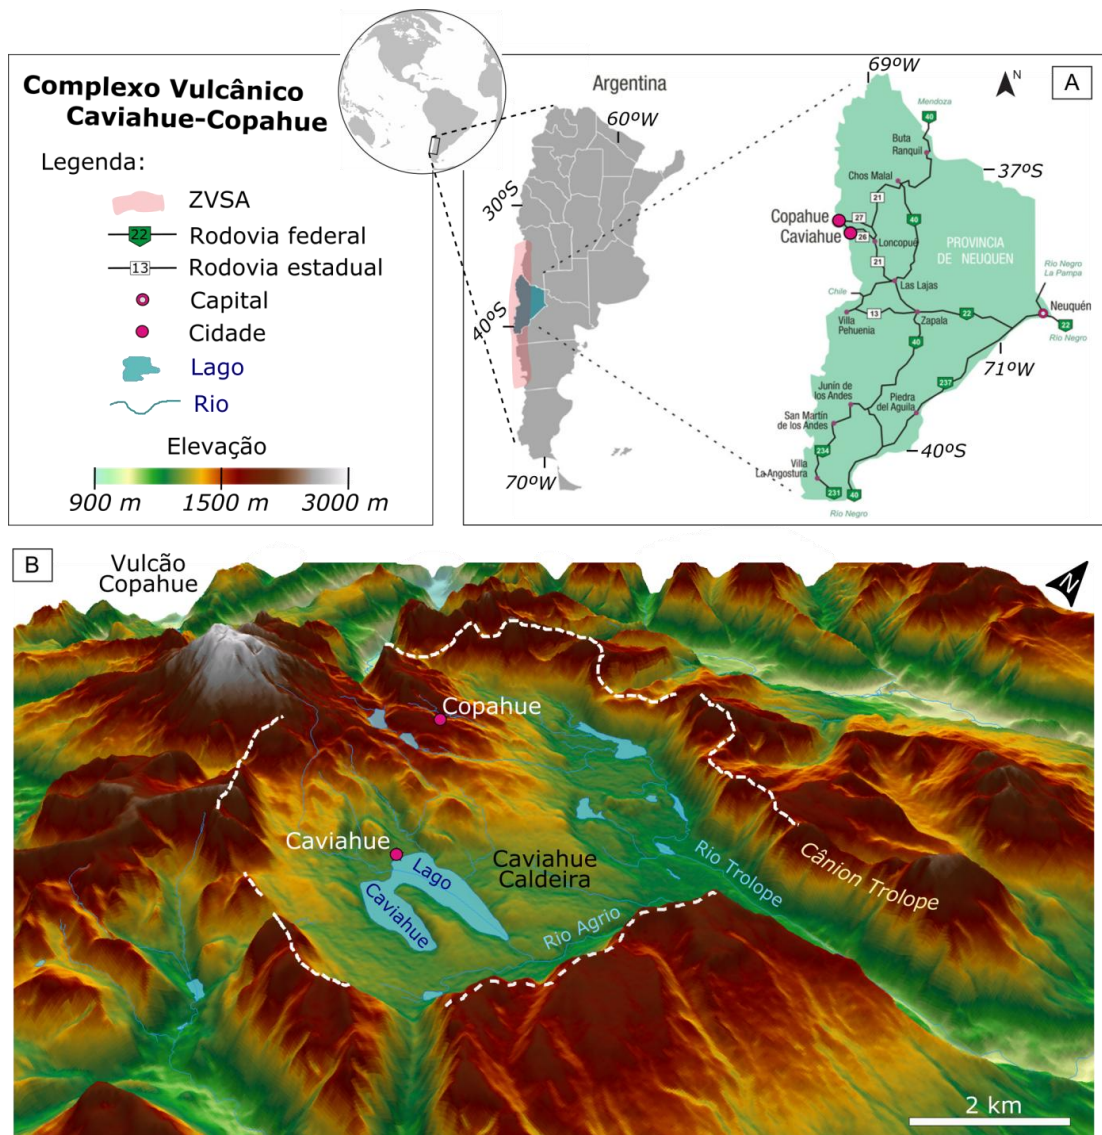 Complexo Vulcânico
Caviahue-Copahue
Legenda:
ZVSA
22
Rodovia federal
13
Rodovia estadual
Capital
Cidade
Lago
Rio
Elevação
900 m
1500 m
3000 m
Argentina
60ºW
30ºS
40ºS
70ºW
A
N
69ºW
Mendoza
40
Buta
Ranquil
37ºS
Chos Malal
21
40
Copahue
27
Caviahue
26
Loncopué
PROVINCIA
DE NEUQUEN
21
Río Negro
La Pampa
Las Lajas
Chile
Neuquén
Villa
Pehuenia
13
Zapala
22
22
Río Negro
40
71ºW
Junín de
los Andes
237
Piedra
del Aguila
San Martín
de los Andes
40ºS
234
Villa
La Angostura
231
40
Río Negro
B
Vulcão
Copahue
N
Copahue
Caviahue
Lago
Caviahue
Caviahue
Caldeira
Rio Agrio
Rio Trolope
Cânion Trolope
2 km